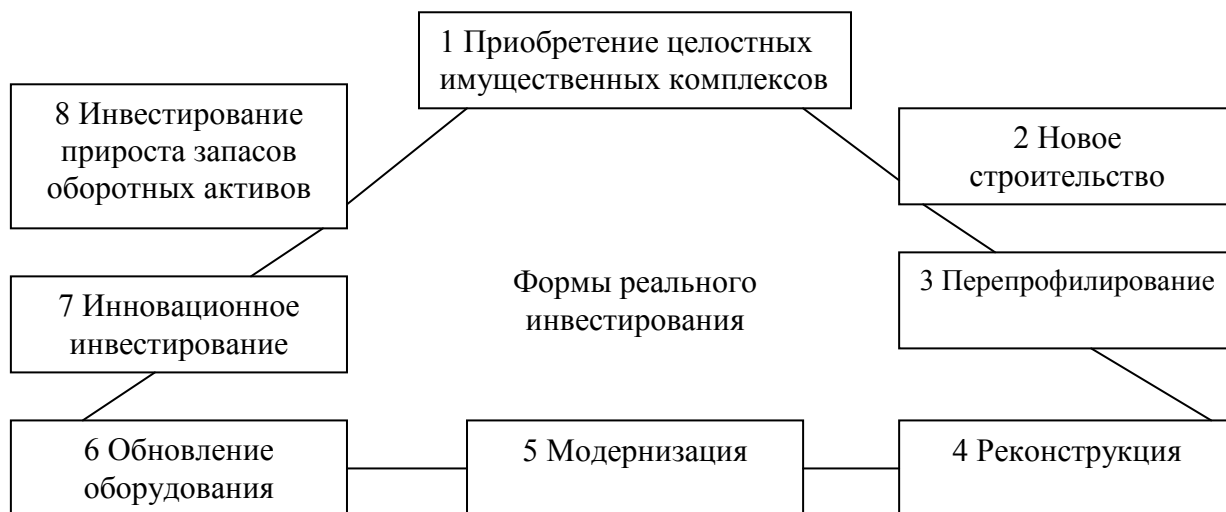 1 Приобретение целостных
имущественных комплексов
8 Инвестирование
прироста запасов
оборотных активов
2 Новое
строительство
7 Инновационное
инвестирование
Формы реального
инвестирования
3 Перепрофилирование
6 Обновление
оборудования
5 Модернизация
4 Реконструкция